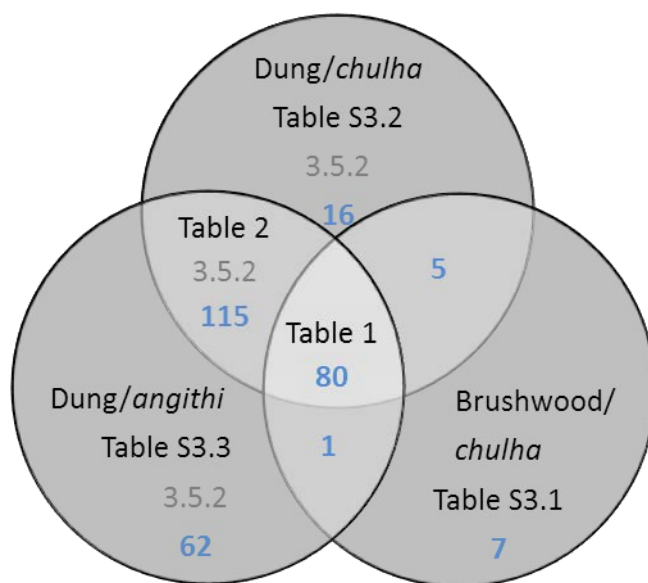 Dung/chulha
Table S3.2
3.5.2
16
Table 2
3.5.2
115
5
Table 1
80
Dung/angithi
Table S3.3
3.5.2
62
1
Brushwood/
chulha
Table S3.1
7